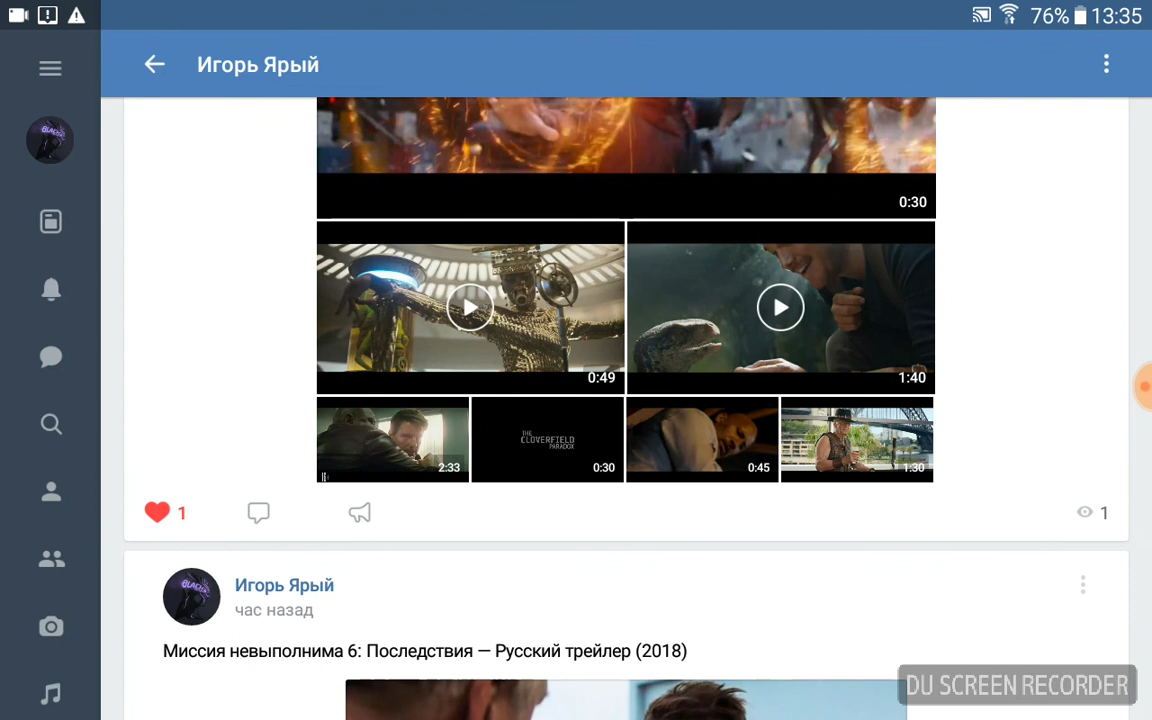 76% 13:35
Игорь Ярый
0:30
0:49
1:40
2:33
THE
CLOVERFIELD
PARADOX
0:30
0:45
1:30
1
1
Игорь Ярый
час назад
Миссия невыполнима 6: Последствия — Русский трейлер (2018)
DU SCREEN RECORDER